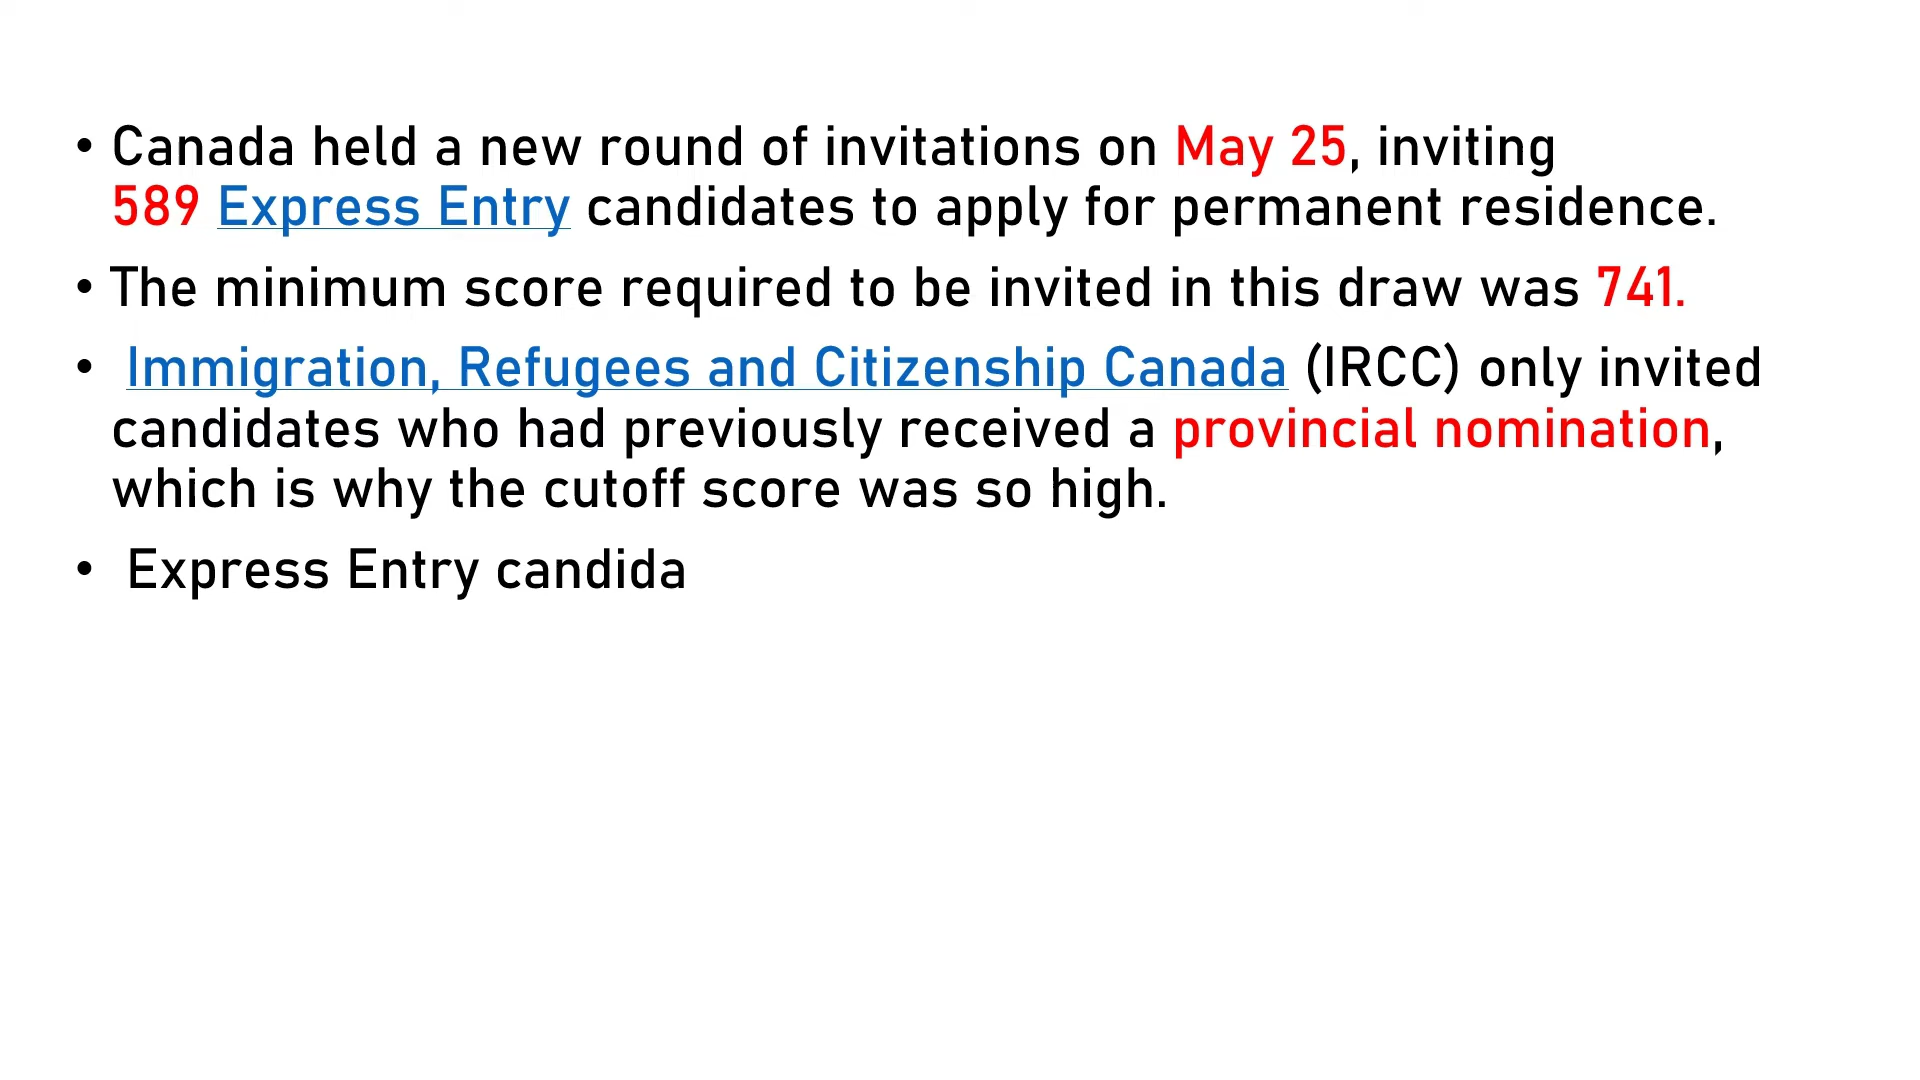 • Canada held a new round of invitations on May 25, inviting
589 Express Entry candidates to apply for permanent residence.
• The minimum score required to be invited in this draw was 741.
• Immigration, Refugees and Citizenship Canada (IRCC) only invited
candidates who had previously received a provincial nomination,
which is why the cutoff score was so high.
• Express Entry candida